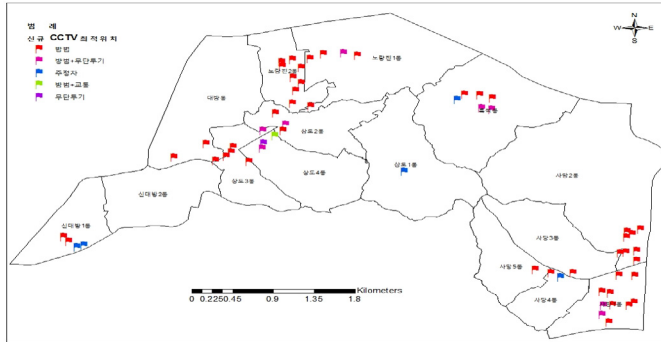 범 례
신규 CCTV 최적위치
방범
방범+무단투기
주정차
방범+교통
무단투기
N
W E
S
노량진1동
노량진2동
대방동
상도2동
사당2동
신대방2동
상도3동
상도4동
상도1동
신대방1동
사당3동
사당5동
사당4동
Kilometers
0 0.225 0.45 0.9 1.35 1.8